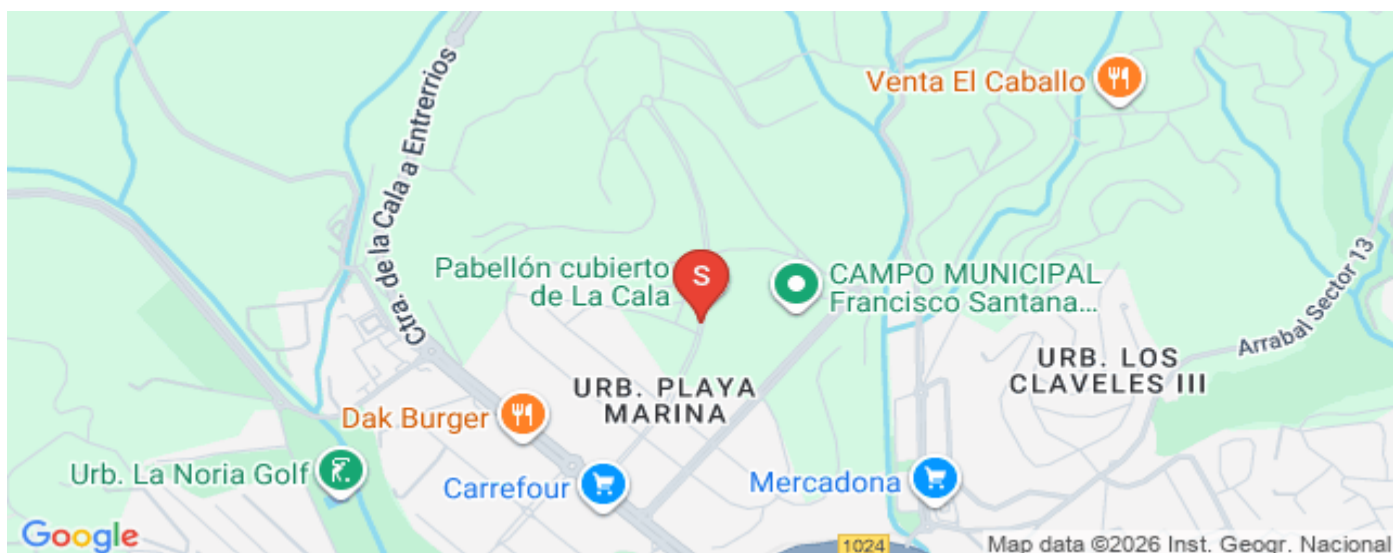 Venta El Caballo
Ctra. de la Cala a Entrerrios
Pabellón cubierto
de La Cala
S
CAMPO MUNICIPAL
Francisco Santana...
Arrabal Sector 13
URB. LOS
CLAVELES III
URB. PLAYA
MARINA
Dak Burger
Urb. La Noria Golf
Carrefour
Mercadona
Google
1024
Map data ©2026 Inst. Geogr. Nacional